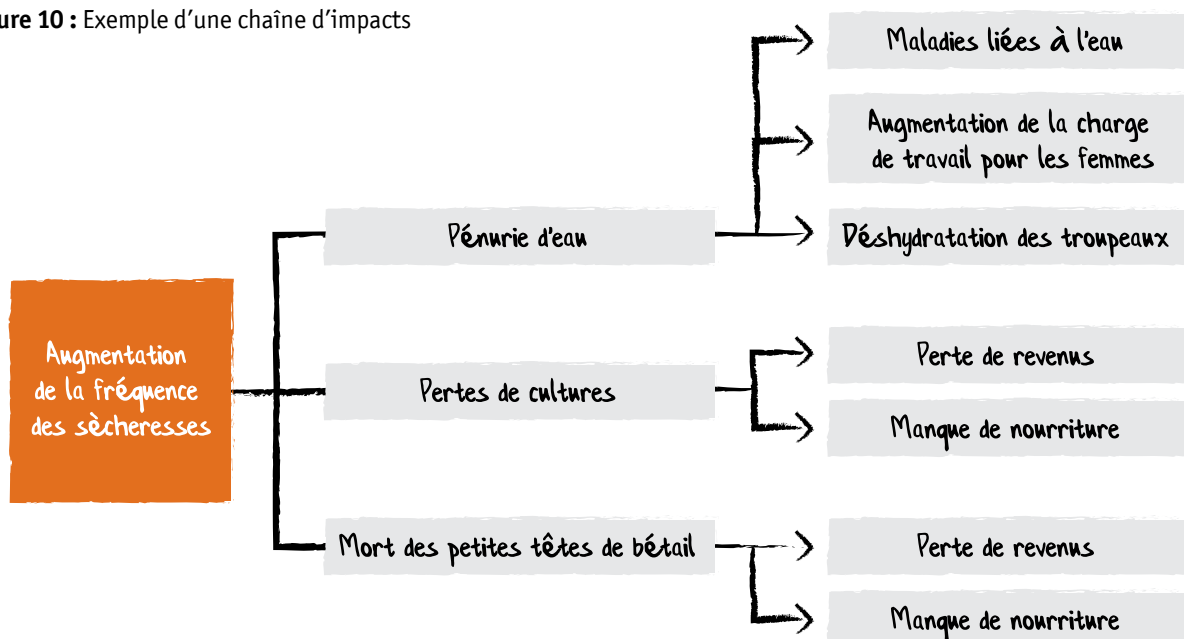 ure 10 : Exemple d'une chaîne d'impacts
Maladies liées à l'eau
Augmentation de la charge
de travail pour les femmes
Pénurie d'eau
Déshydratation des troupeaux
Augmentation
de la fréquence
des sècheresses
Pertes de cultures
Perte de revenus
Manque de nourriture
Mort des petites têtes de bétail
Perte de revenus
Manque de nourriture